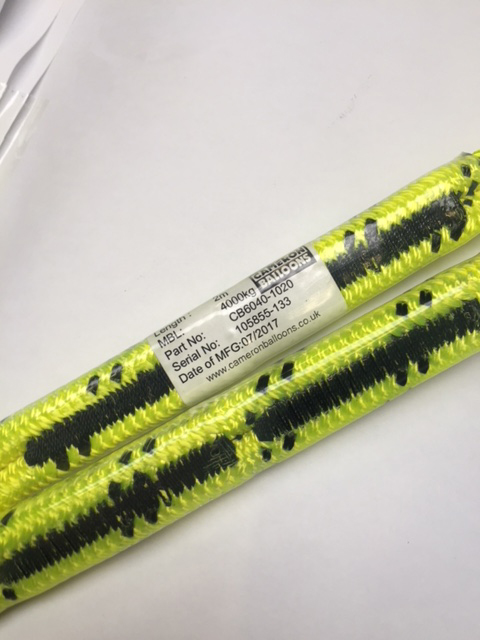 CAMERON
BALLOONS
Length : 2m
MBL: 4000kg
Part No: CB6040-1020
Serial No: 105855-133
Date of MFG:07/2017
www.cameronballoons.co.uk